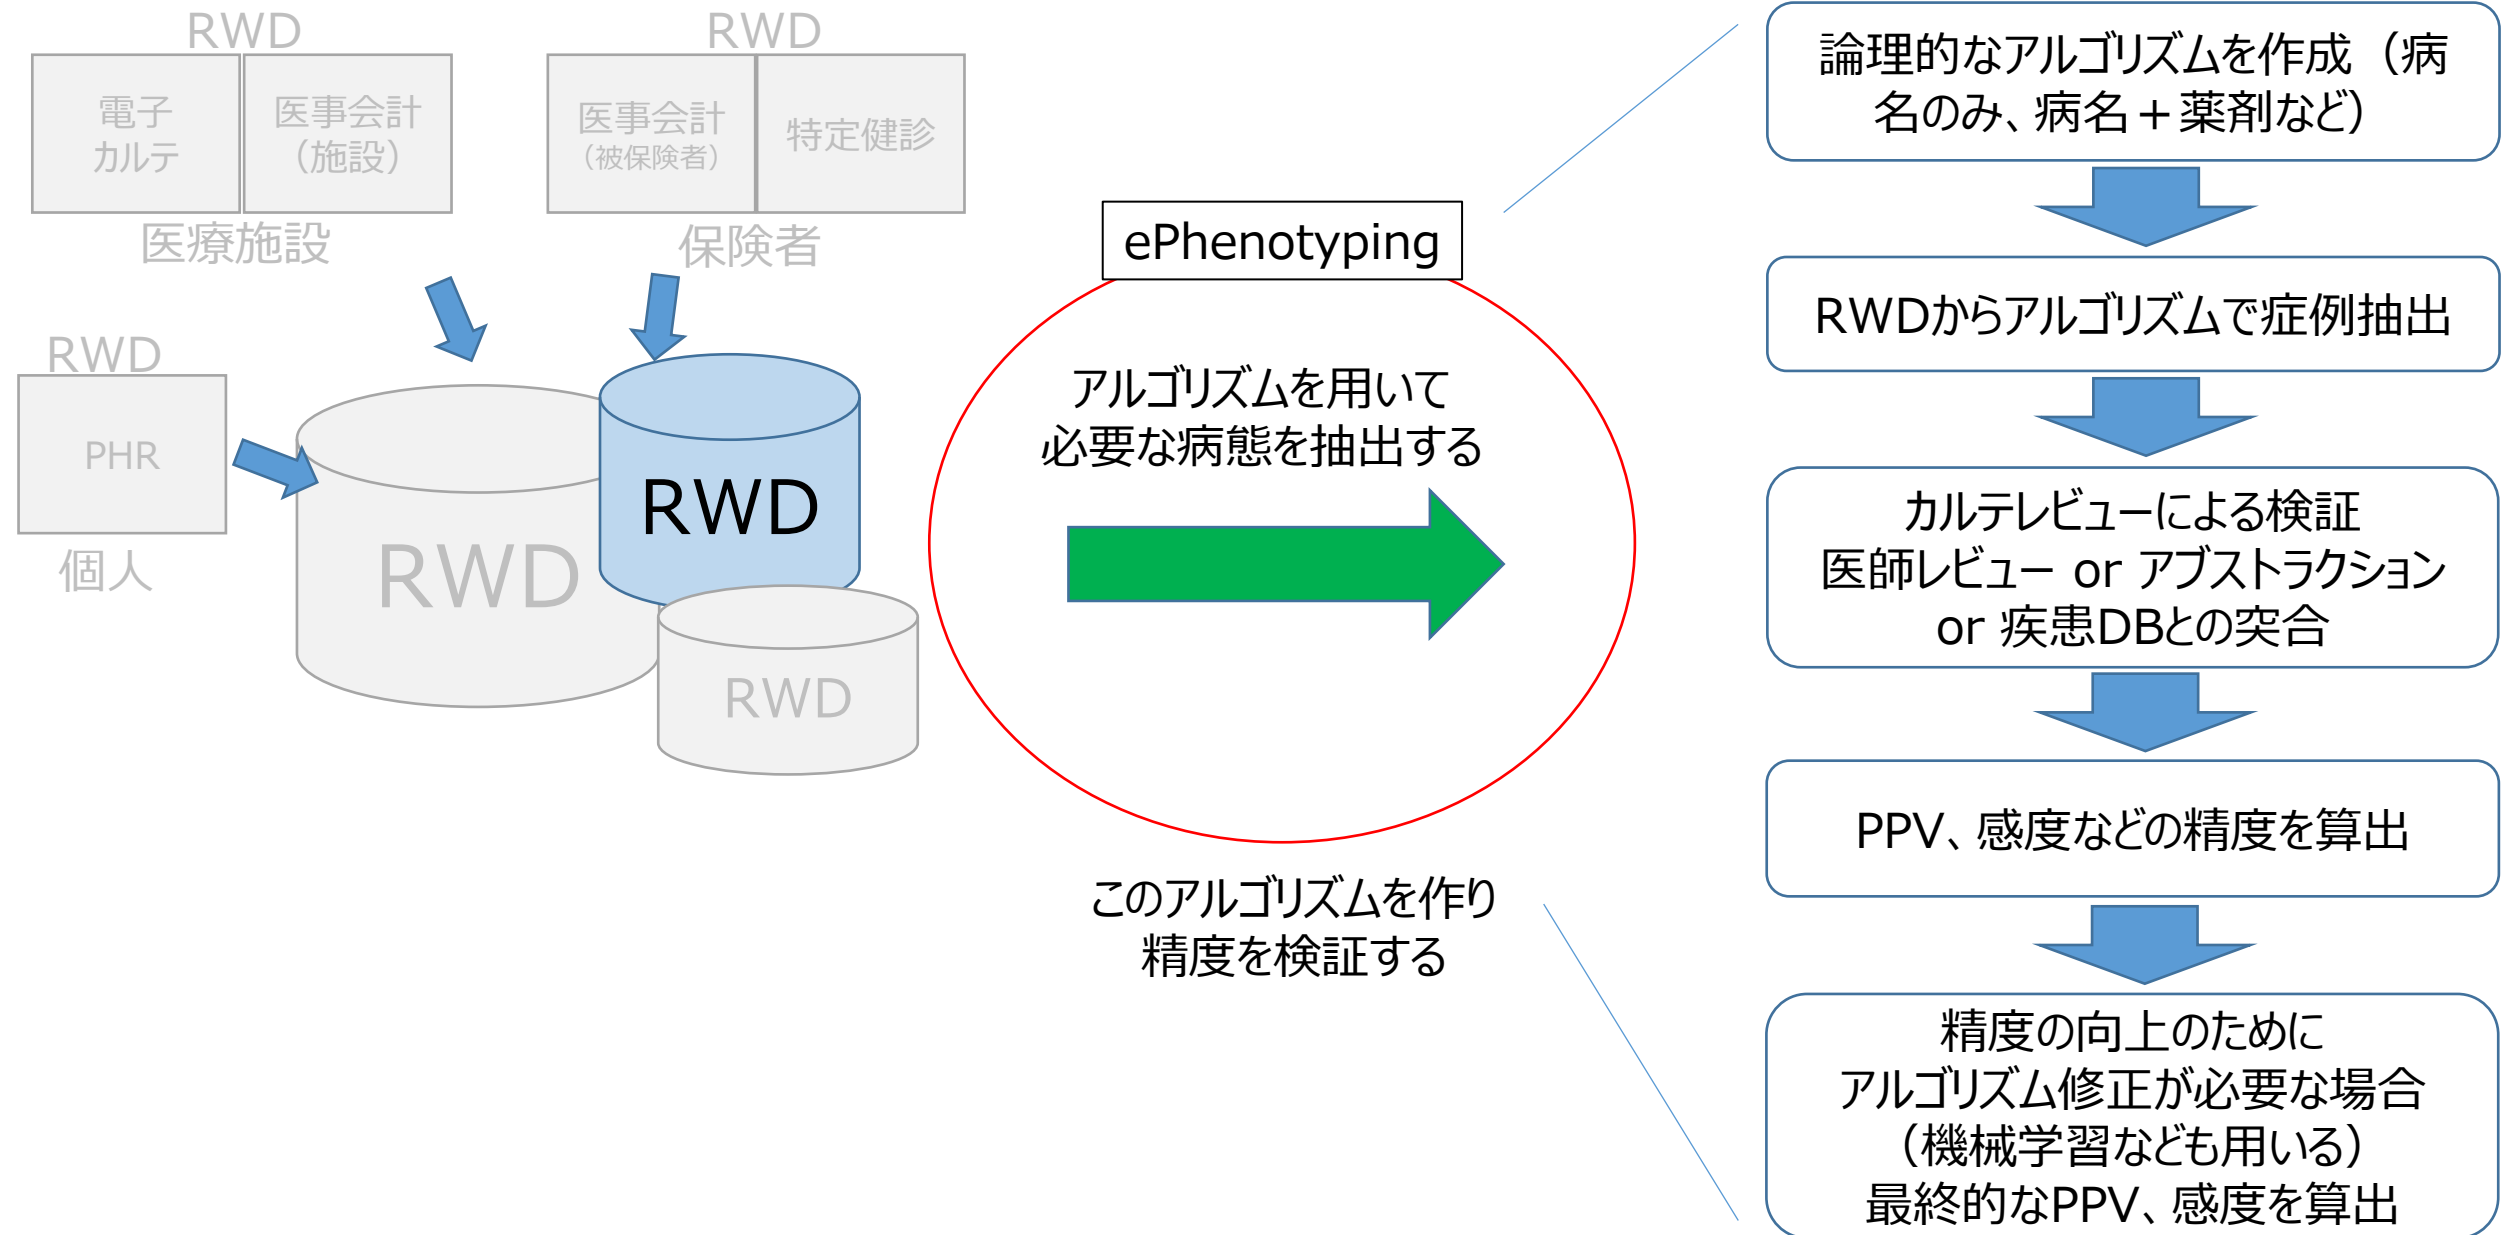 RWD
電子
カルテ
医事会計
（施設）
医療施設
RWD
医事会計
（被保険者）
特定健診
保険者
RWD
PHR
個人
RWD
RWD
RWD
ePhenotyping
アルゴリズムを用いて
必要な病態を抽出する
このアルゴリズムを作り
精度を検証する
論理的なアルゴリズムを作成（病
名のみ、病名＋薬剤など）
RWDからアルゴリズムで症例抽出
カルテレビューによる検証
医師レビュー or アブストラクション
or 疾患DBとの突合
PPV、感度などの精度を算出
精度の向上のために
アルゴリズム修正が必要な場合
（機械学習なども用いる）
最終的なPPV、感度を算出